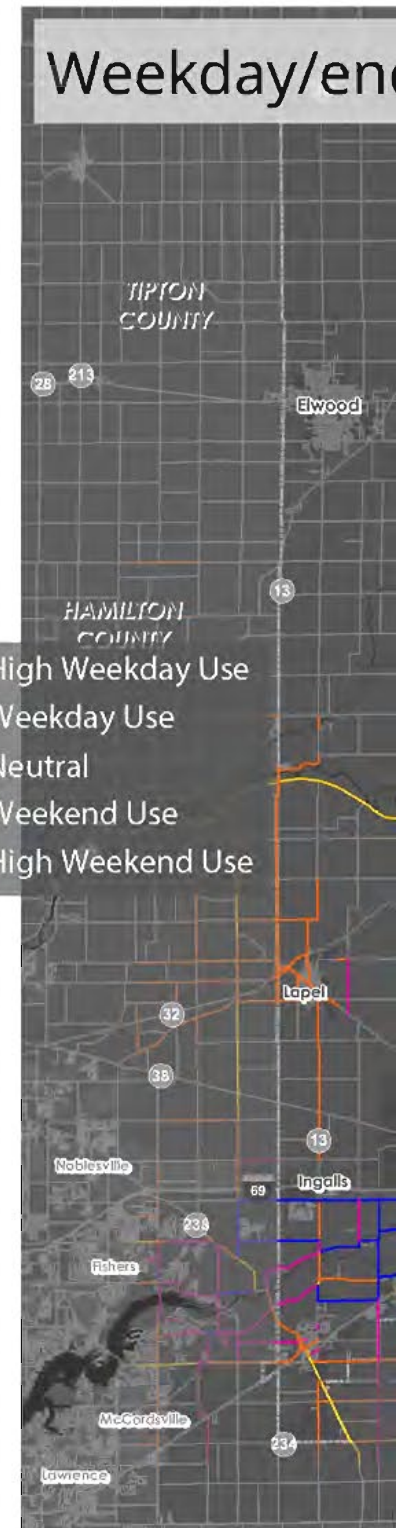 Weekday/end
TIPTON
COUNTY
28
213
Elwood
13
HAMILTON
COUNTY
High Weekday Use
Weekday Use
Neutral
Weekend Use
High Weekend Use
Lapel
32
38
13
Noblesville
69
Ingalls
238
Fishers
McCordsville
234
Lawrence